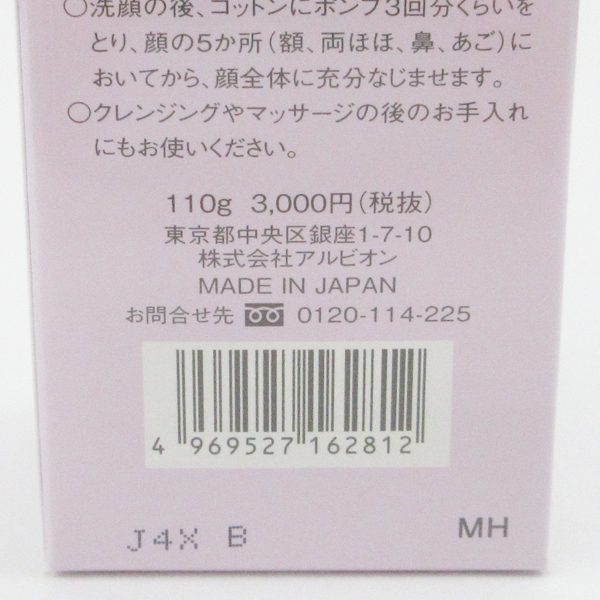 ○洗顔の後、コットンにポンプ3回分くらいを
とり、顔の5か所（額、両ほほ、鼻、あご）に
おいてから、顔全体に充分なじませます。
○クレンジングやマッサージの後のお手入れ
にもお使いください。
110g 3,000円（税抜）
東京都中央区銀座1-7-10
株式会社アルビオン
MADE IN JAPAN
お問合せ先 0120-114-225
4 969527 162812
J4X B
MH